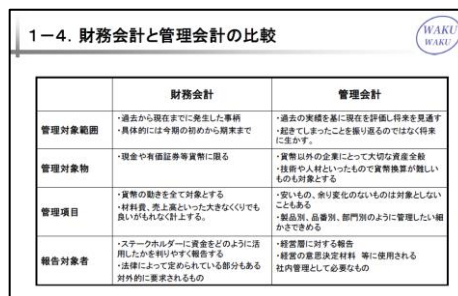 1-4. 財務会計と管理会計の比較
WAKU
WAKU
財務会計
管理会計
管理対象範囲
・過去から現在までに発生した事柄
・具体的には今期の初めから期末まで
・過去の実績を基に現在を評価し将来を見通す
・起きてしまったことを振り返るのではなく将来
に生かす。
管理対象物
・現金や有価証券等貨幣に限る
・貨幣以外の企業にとって大切な資産全般
・技術や人材といったもので貨幣換算が難しい
ものも対象とする
管理項目
・貨幣の動きを全て対象とする
・材料費、売上高といった大きなくくりでも
良いがもれなく計上する。
・安いもの、余り変化のないものは対象としない
こともある
・製品別、品番別、部門別のように管理したい細
かさできめる
報告対象者
・ステークホルダーに資金をどのように活
用したかを判りやすく報告する
・法律によって定められている部分もある
対外的に要求されるもの
・経営層に対する報告
・経営の意思決定材料 等に使用される
社内管理として必要なもの